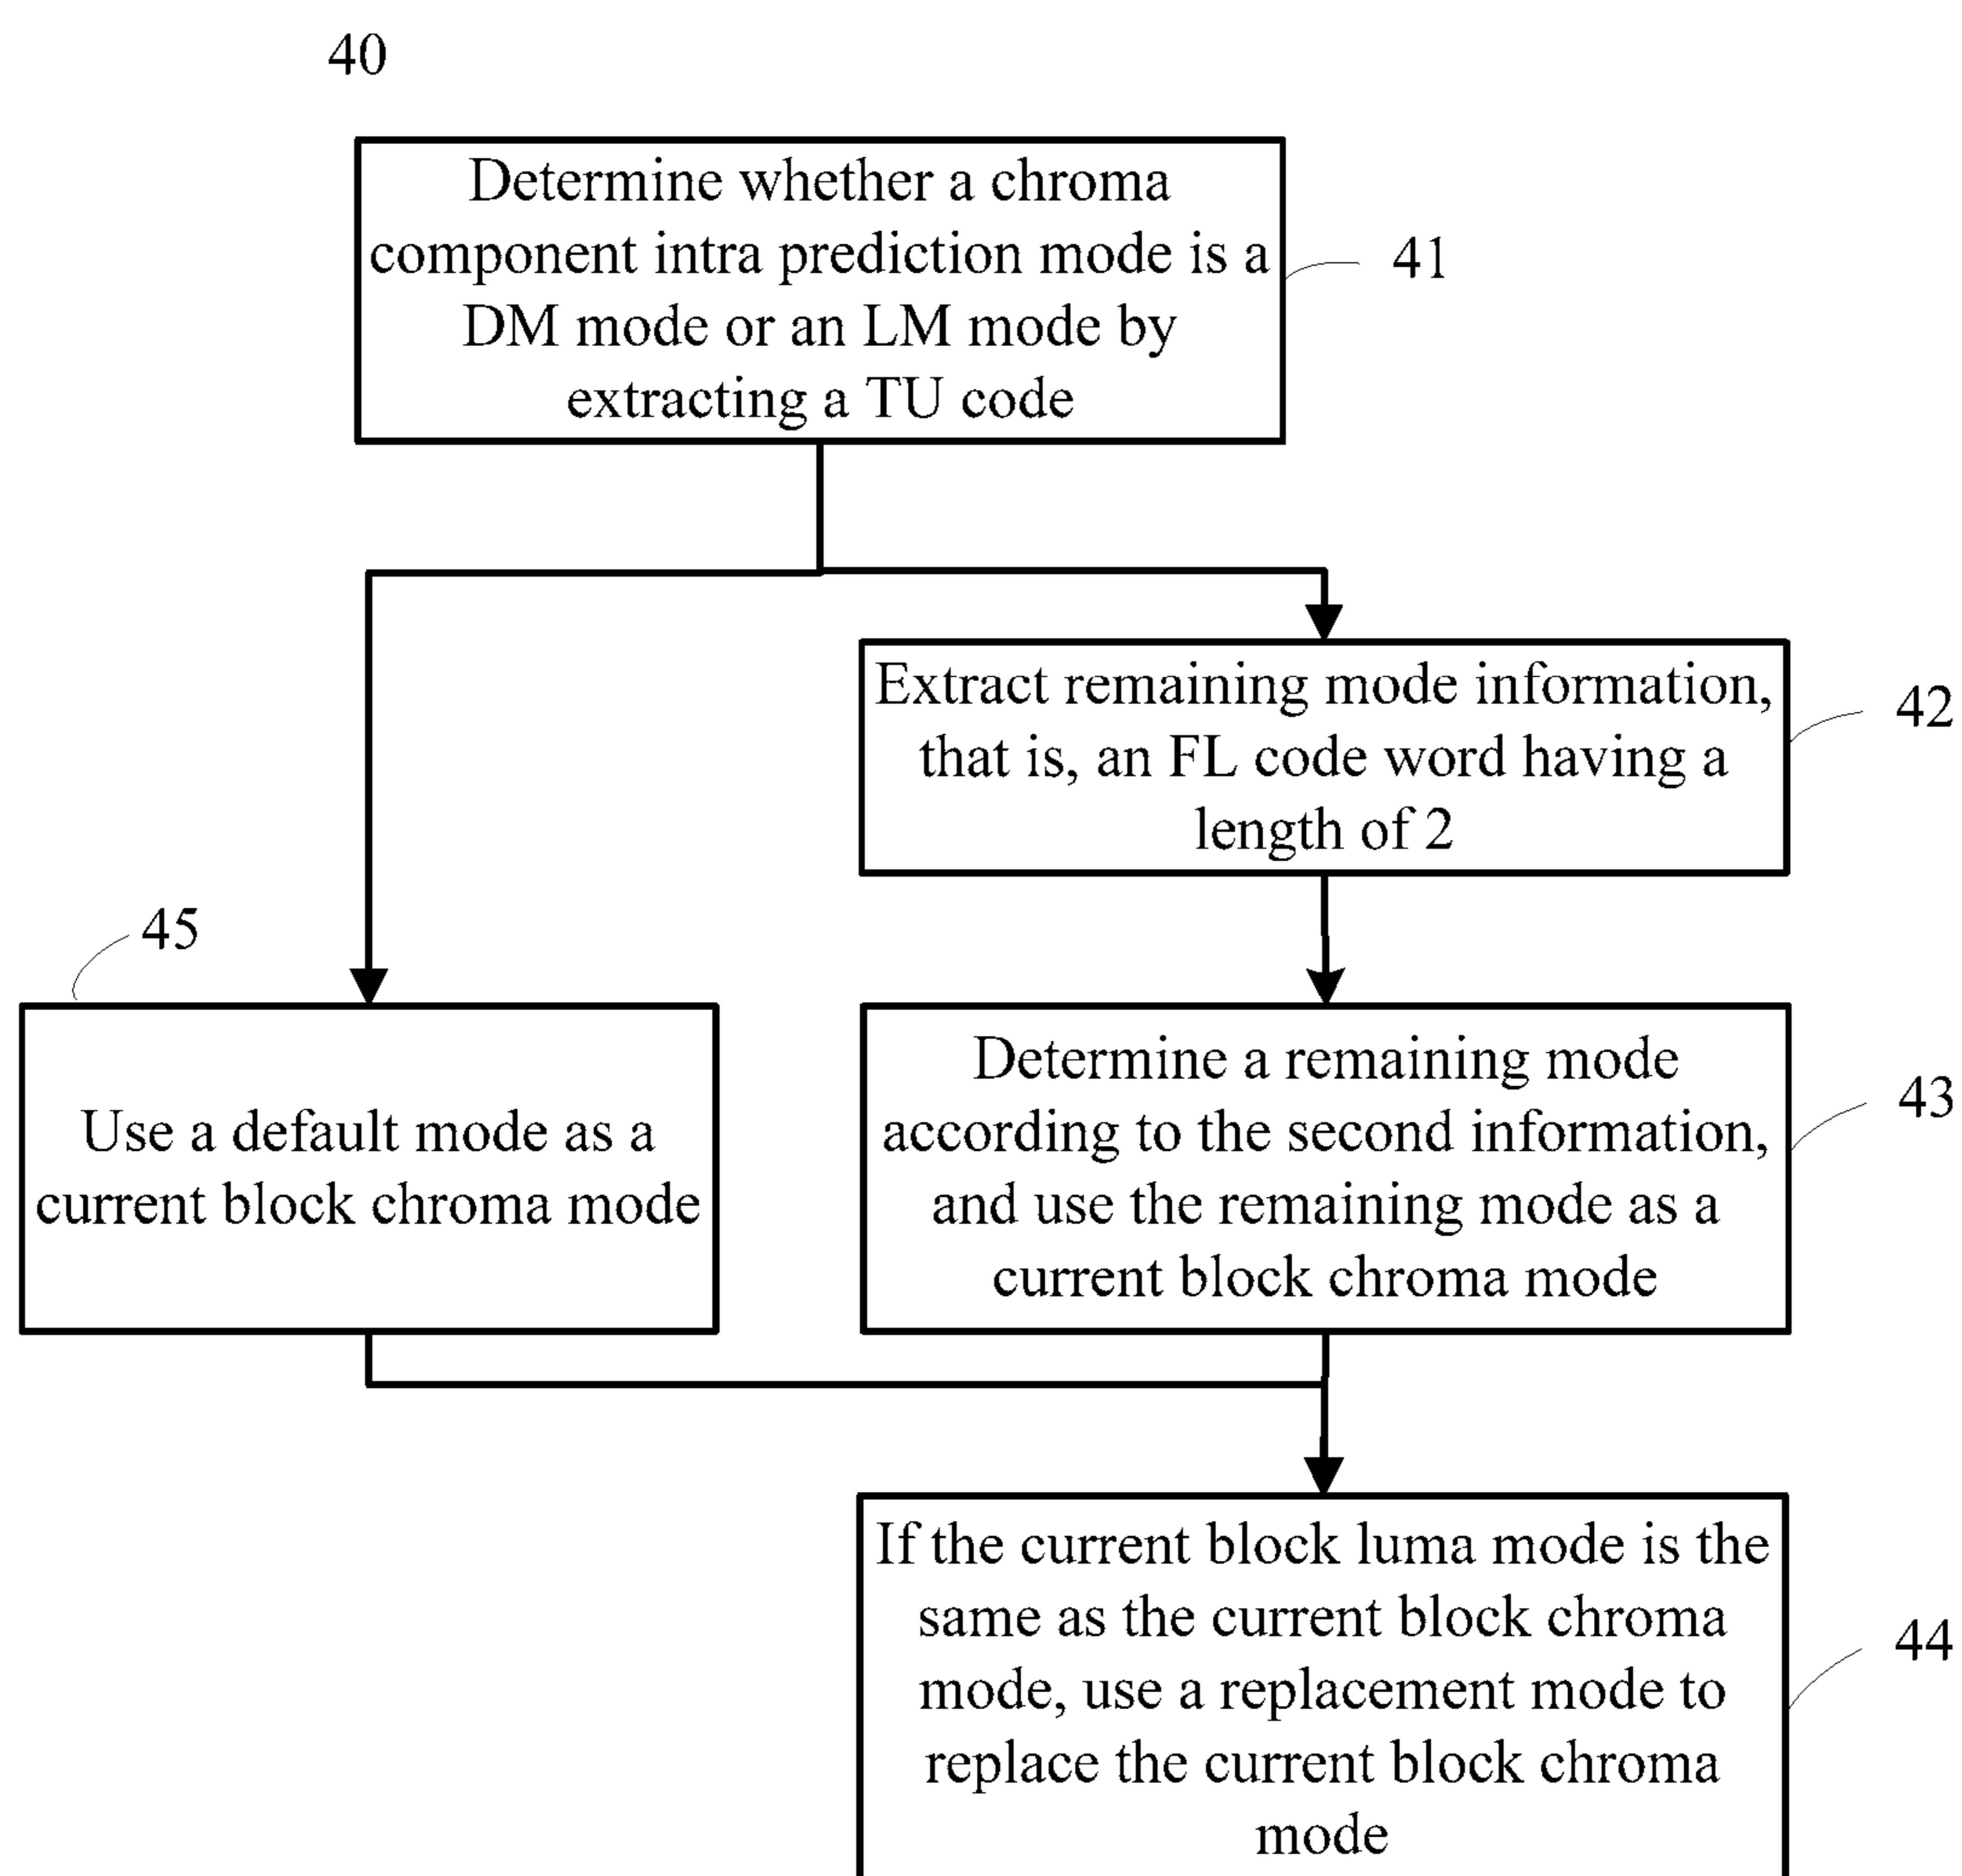 40
Determine whether a chroma
component intra prediction mode is a
DM mode or an LM mode by
extracting a TU code
41
Extract remaining mode information,
that is, an FL code word having a
length of 2
42
45
Use a default mode as a
current block chroma mode
Determine a remaining mode
according to the second information,
and use the remaining mode as a
current block chroma mode
43
If the current block luma mode is the
same as the current block chroma
mode, use a replacement mode to
replace the current block chroma
mode
44